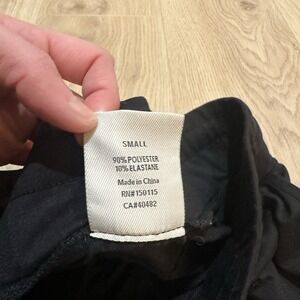 SMALL
90% POLYESTER
10% ELASTANE
Made in China
RN#150115
CA#40482